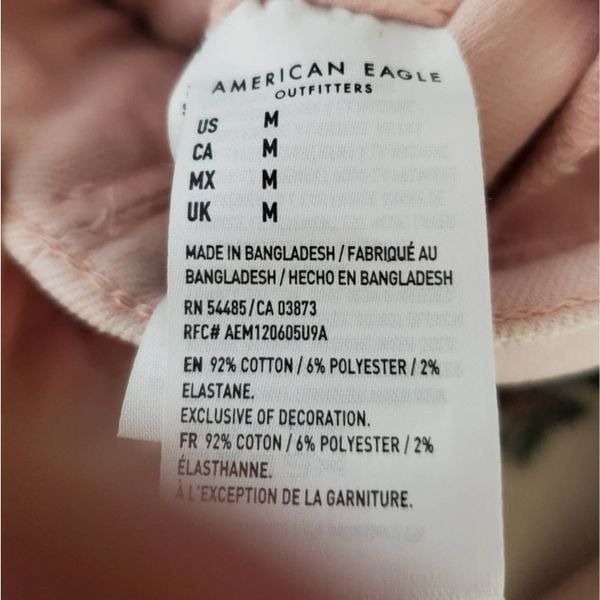 AMERICAN EAGLE
OUTFITTERS
US M
CA M
MX M
UK M
MADE IN BANGLADESH / FABRIQUÉ AU
BANGLADESH / HECHO EN BANGLADESH
RN 54485 / CA 03873
RFC# AEM120605U9A
EN 92% COTTON / 6% POLYESTER / 2%
ELASTANE.
EXCLUSIVE OF DECORATION.
FR 92% COTON / 6% POLYESTER / 2%
ÉLASTHANNE.
À L'EXCEPTION DE LA GARNITURE.